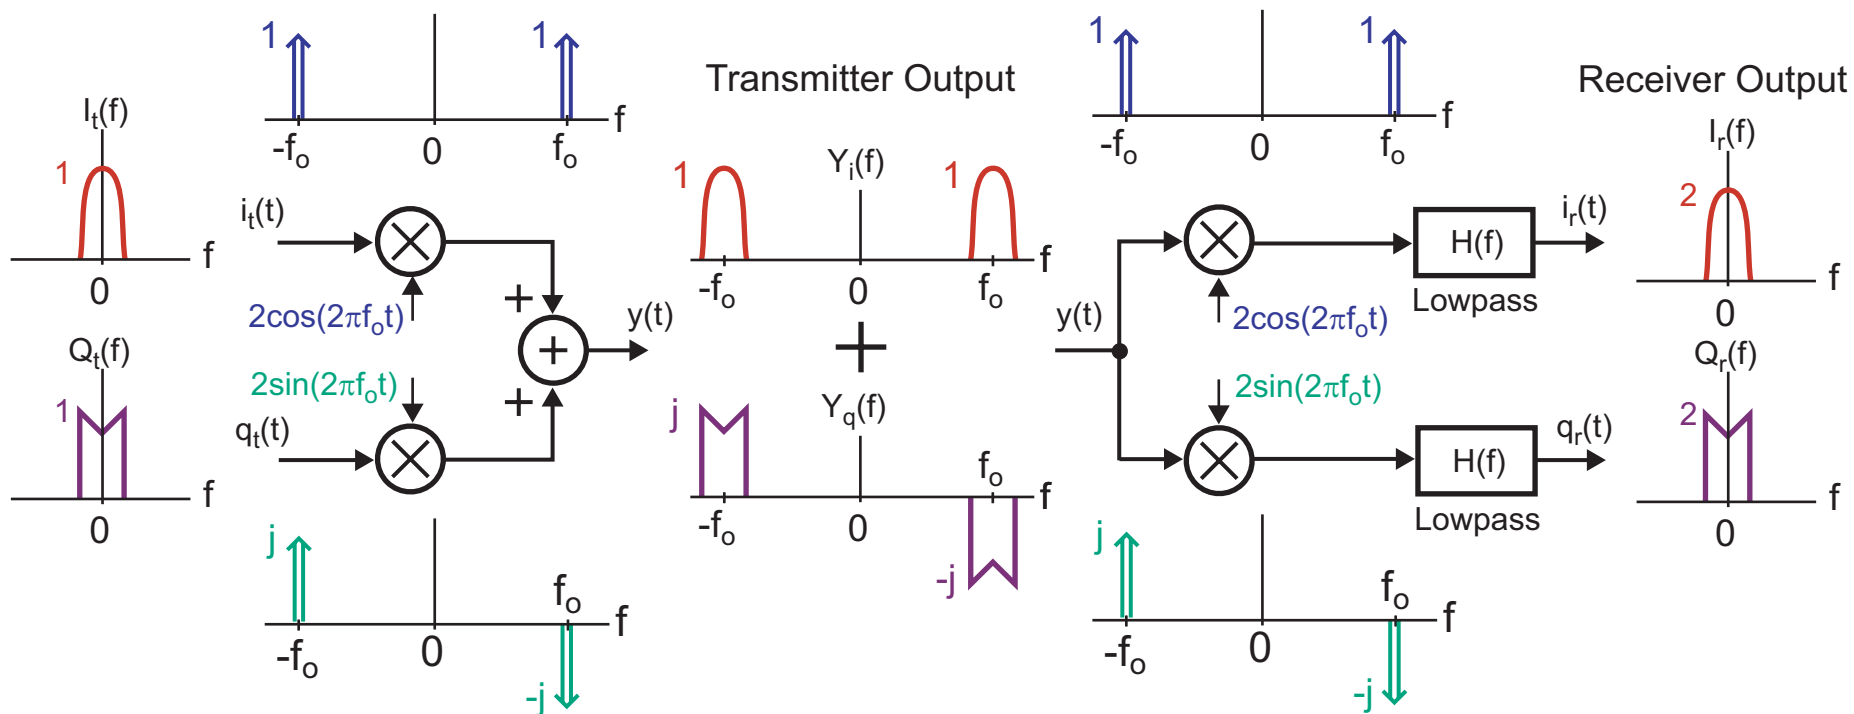 Transmitter Output
Receiver Output
1 1
-fₒ 0 fₒ f
1 1
-fₒ 0 fₒ f
Iₜ(f)
1
0 f
iₜ(t)
2cos(2πfₒt)
+
Qₜ(f)
1
0 f
qₜ(t)
2sin(2πfₒt)
+
+
y(t)
j
-fₒ 0 fₒ f
-j
1 Yᵢ(f) 1
-fₒ 0 fₒ f
+
j Y_q(f)
-fₒ 0 fₒ f
-j
y(t)
2cos(2πfₒt)
2sin(2πfₒt)
H(f)
Lowpass
iᵣ(t)
H(f)
Lowpass
qᵣ(t)
j
-fₒ 0 fₒ f
-j
Iᵣ(f)
2
0 f
Qᵣ(f)
2
0 f